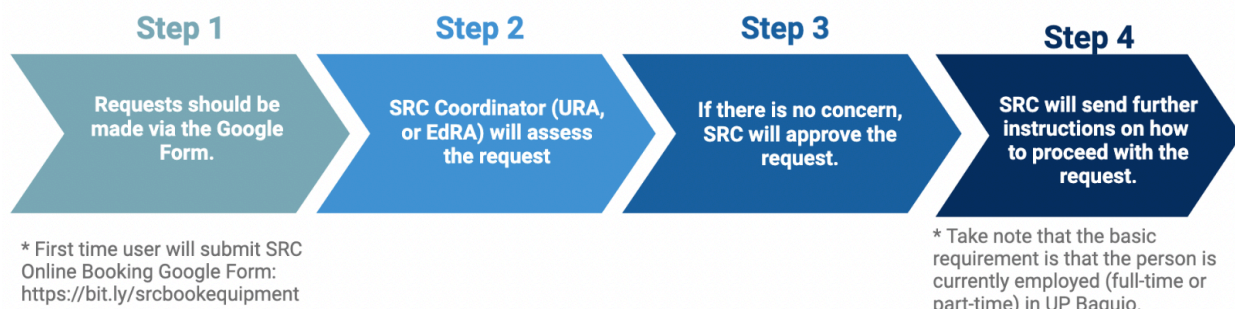 Step 1
Requests should be
made via the Google
Form.
* First time user will submit SRC
Online Booking Google Form:
https://bit.ly/srcbookequipment
Step 2
SRC Coordinator (URA,
or EdRA) will assess
the request
Step 3
If there is no concern,
SRC will approve the
request.
Step 4
SRC will send further
instructions on how
to proceed with the
request.
* Take note that the basic
requirement is that the person is
currently employed (full-time or
part-time) in UP Baguio.